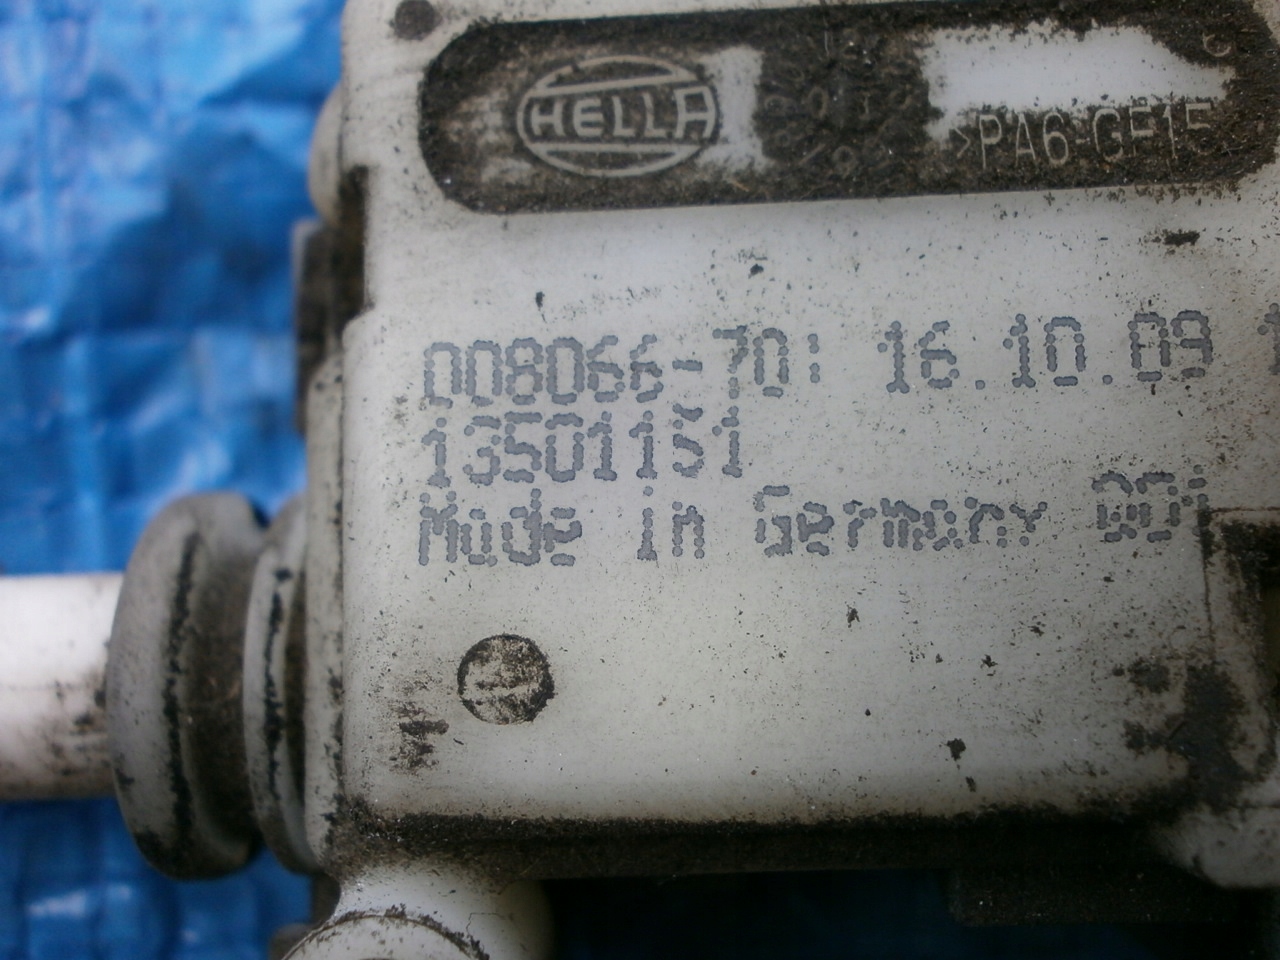 HELLA
>PA6-GF15
008066-70: 16.10.09
13501151
Made in Germany